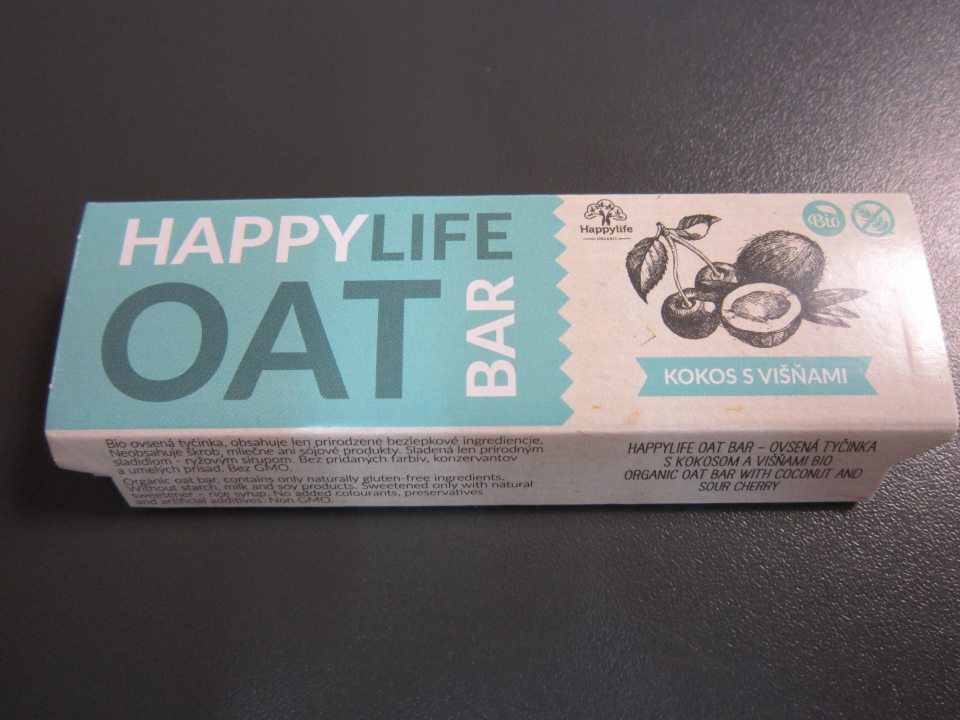 HAPPYLIFE
OAT
BAR
Happylife
ORGANIC
Bio
KOKOS S VIŠŇAMI
Bio ovsená tyčinka, obsahuje len prirodzene bezlepkové ingrediencie.
Neobsahuje škrob, mliečne ani sójové produkty. Sladená len prírodným
sladidlom - ryžovým sirupom. Bez pridaných farbív, konzervantov
a umelých prísad. Bez GMO.
Organic oat bar, contains only naturally gluten-free ingredients.
Without starch, milk and soy products. Sweetened only with natural
sweetener – rice syrup. No added colourants, preservatives
and artificial additives. Non GMO.
HAPPYLIFE OAT BAR – OVSENÁ TYČINKA
S KOKOSOM A VIŠŇAMI BIO
ORGANIC OAT BAR WITH COCONUT AND
SOUR CHERRY